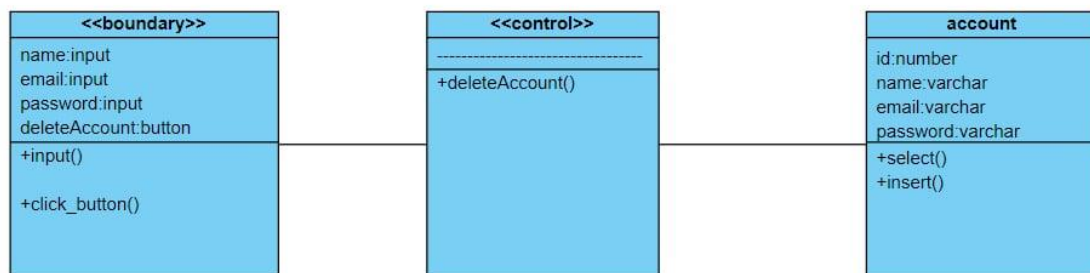 <<boundary>>
name:input
email:input
password:input
deleteAccount:button
+input()
+click_button()
<<control>>
----------------------------------
+deleteAccount()
account
id:number
name:varchar
email:varchar
password:varchar
+select()
+insert()